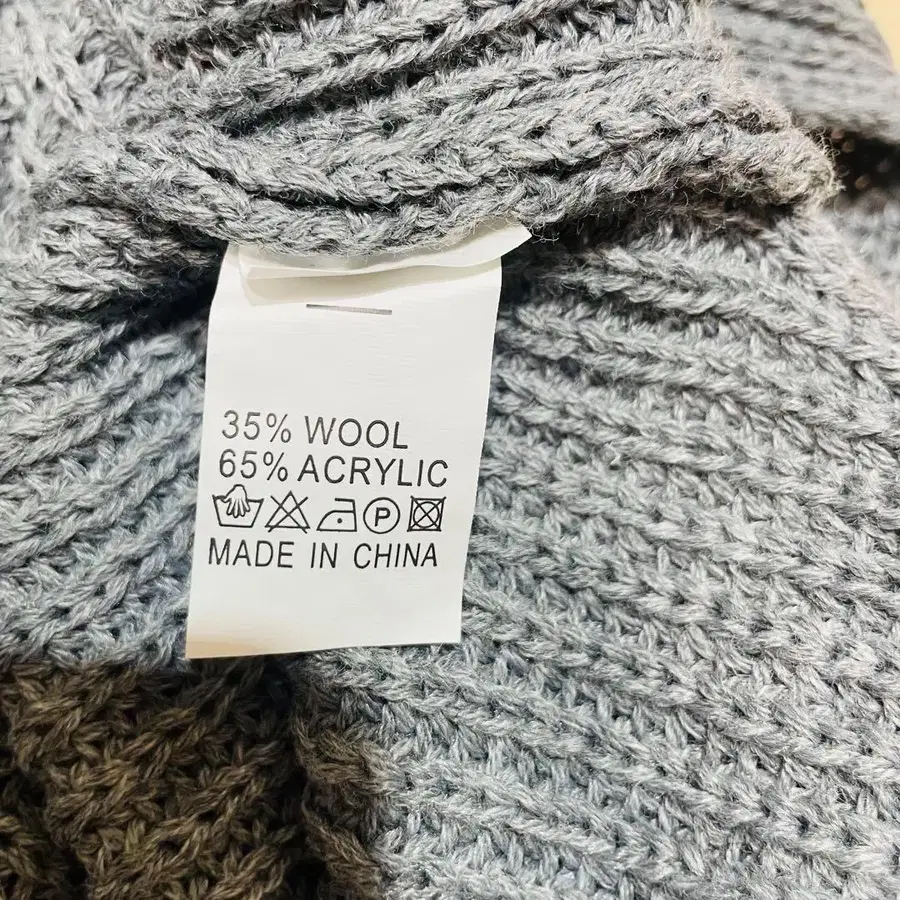 35% WOOL
65% ACRYLIC
P
MADE IN CHINA